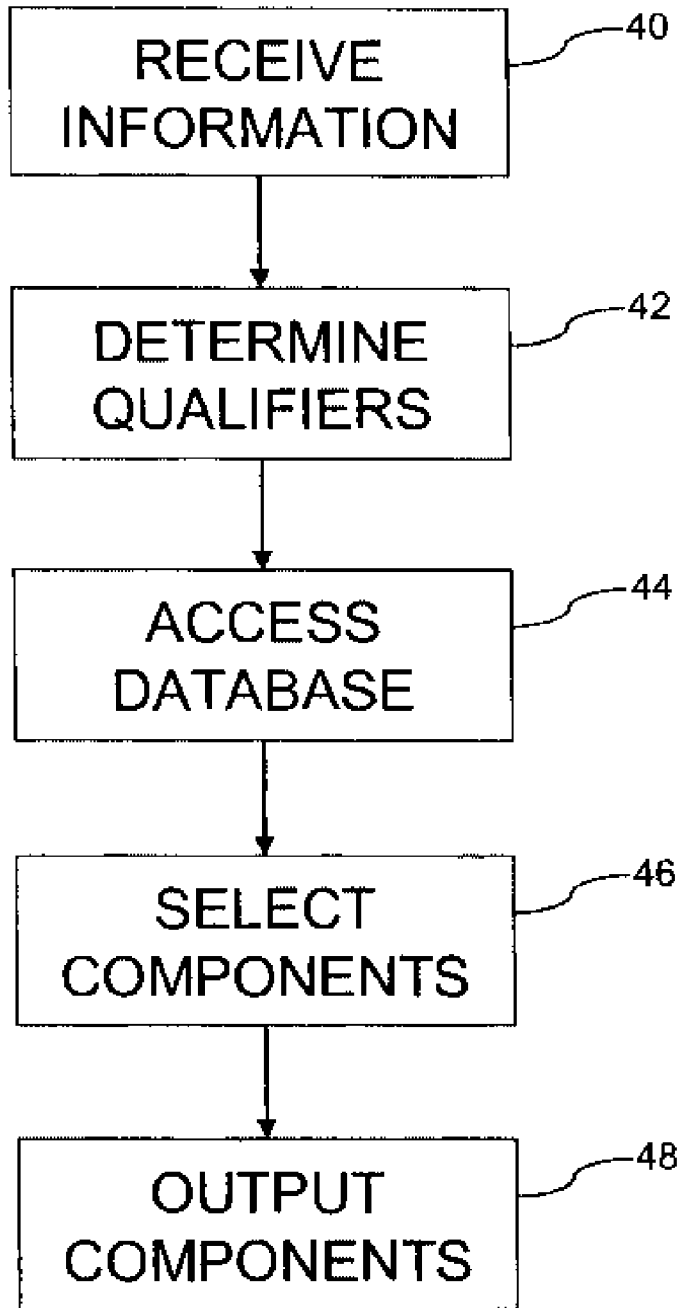 40
RECEIVE
INFORMATION
42
DETERMINE
QUALIFIERS
44
ACCESS
DATABASE
46
SELECT
COMPONENTS
48
OUTPUT
COMPONENTS